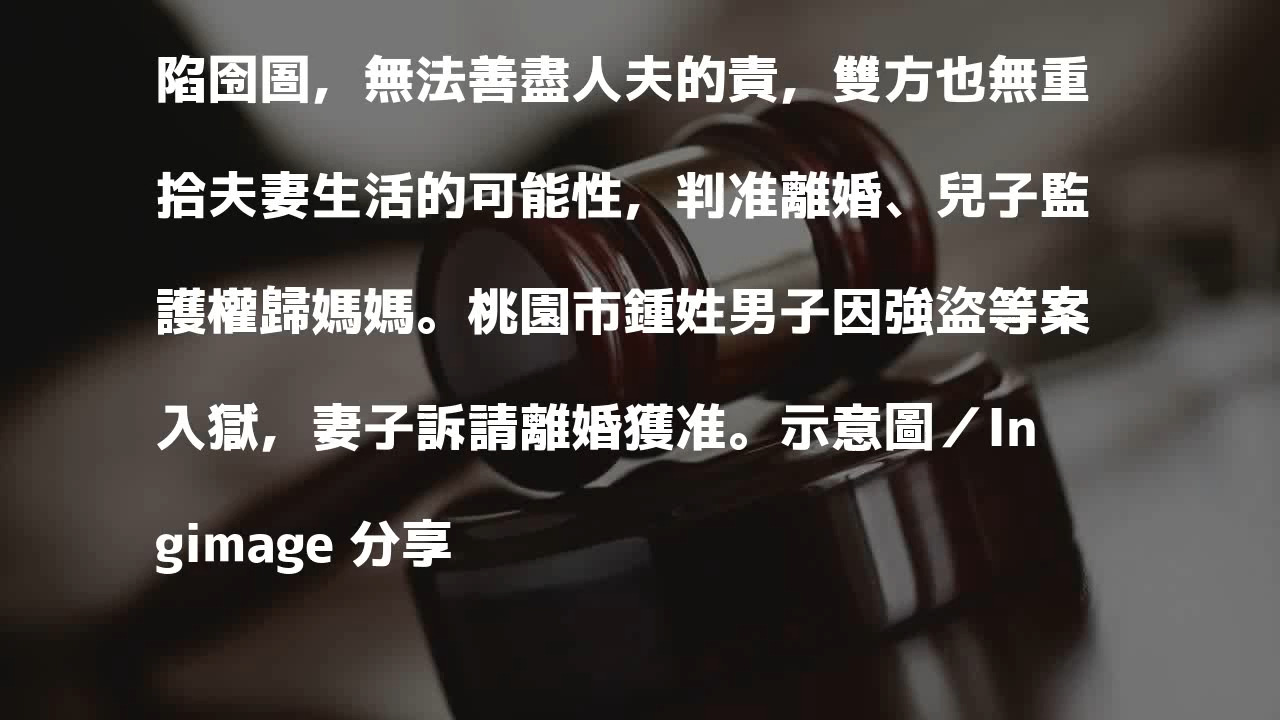 陷囹圄，無法善盡人夫的責，雙方也無重
拾夫妻生活的可能性，判准離婚、兒子監
護權歸媽媽。桃園市鍾姓男子因強盜等案
入獄，妻子訴請離婚獲准。示意圖／In
gimage 分享